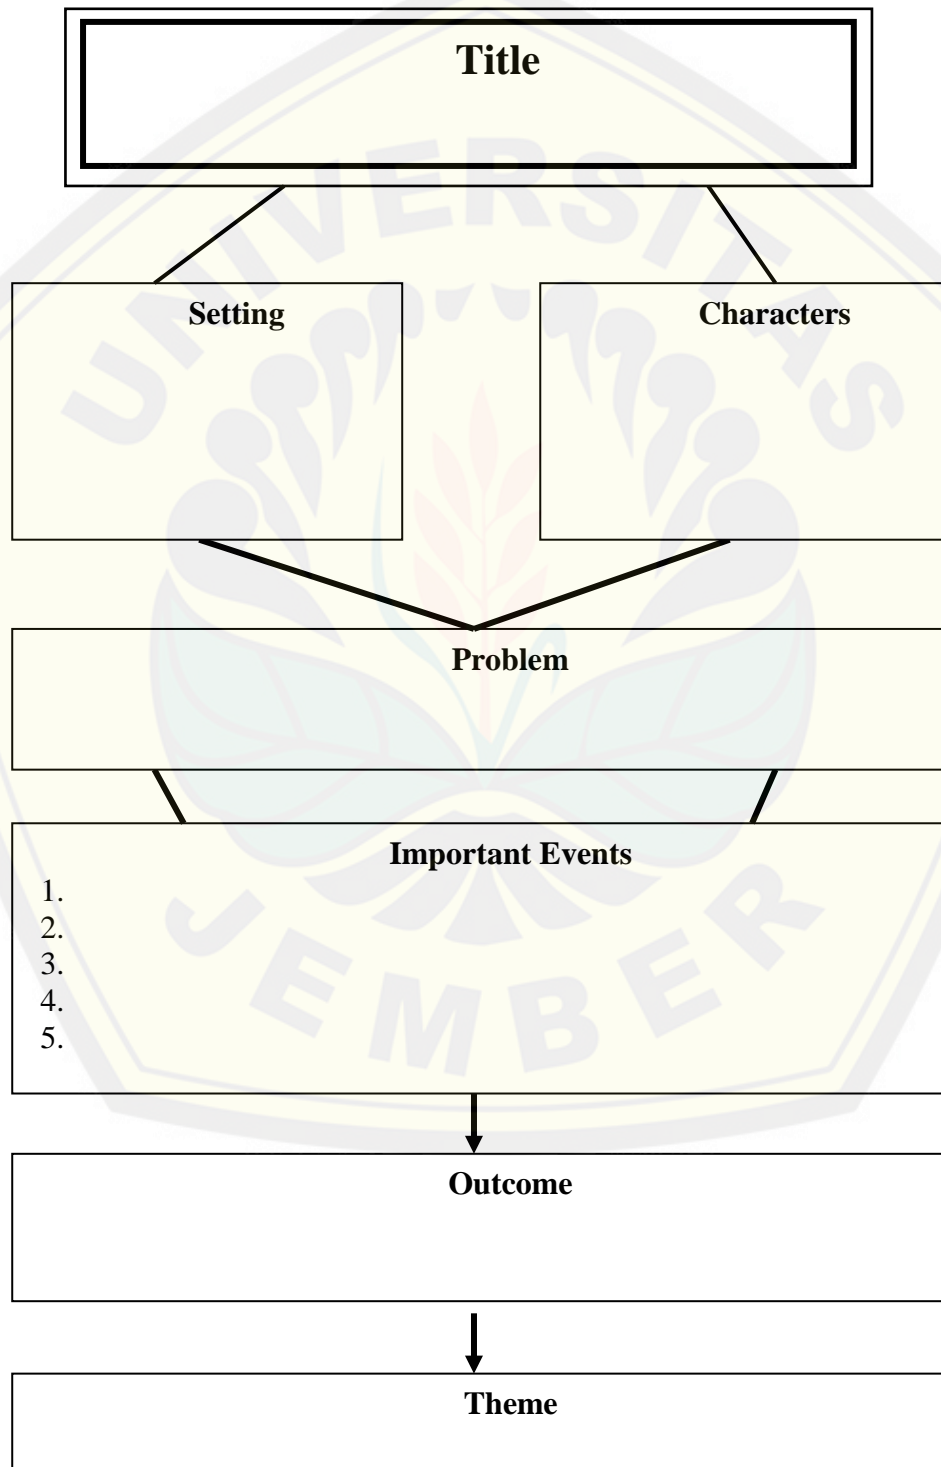 Title
UNIVERSITAS
Setting
Characters
Problem
Important Events
1.
2.
3.
4.
5.
JEMBER
Outcome
Theme